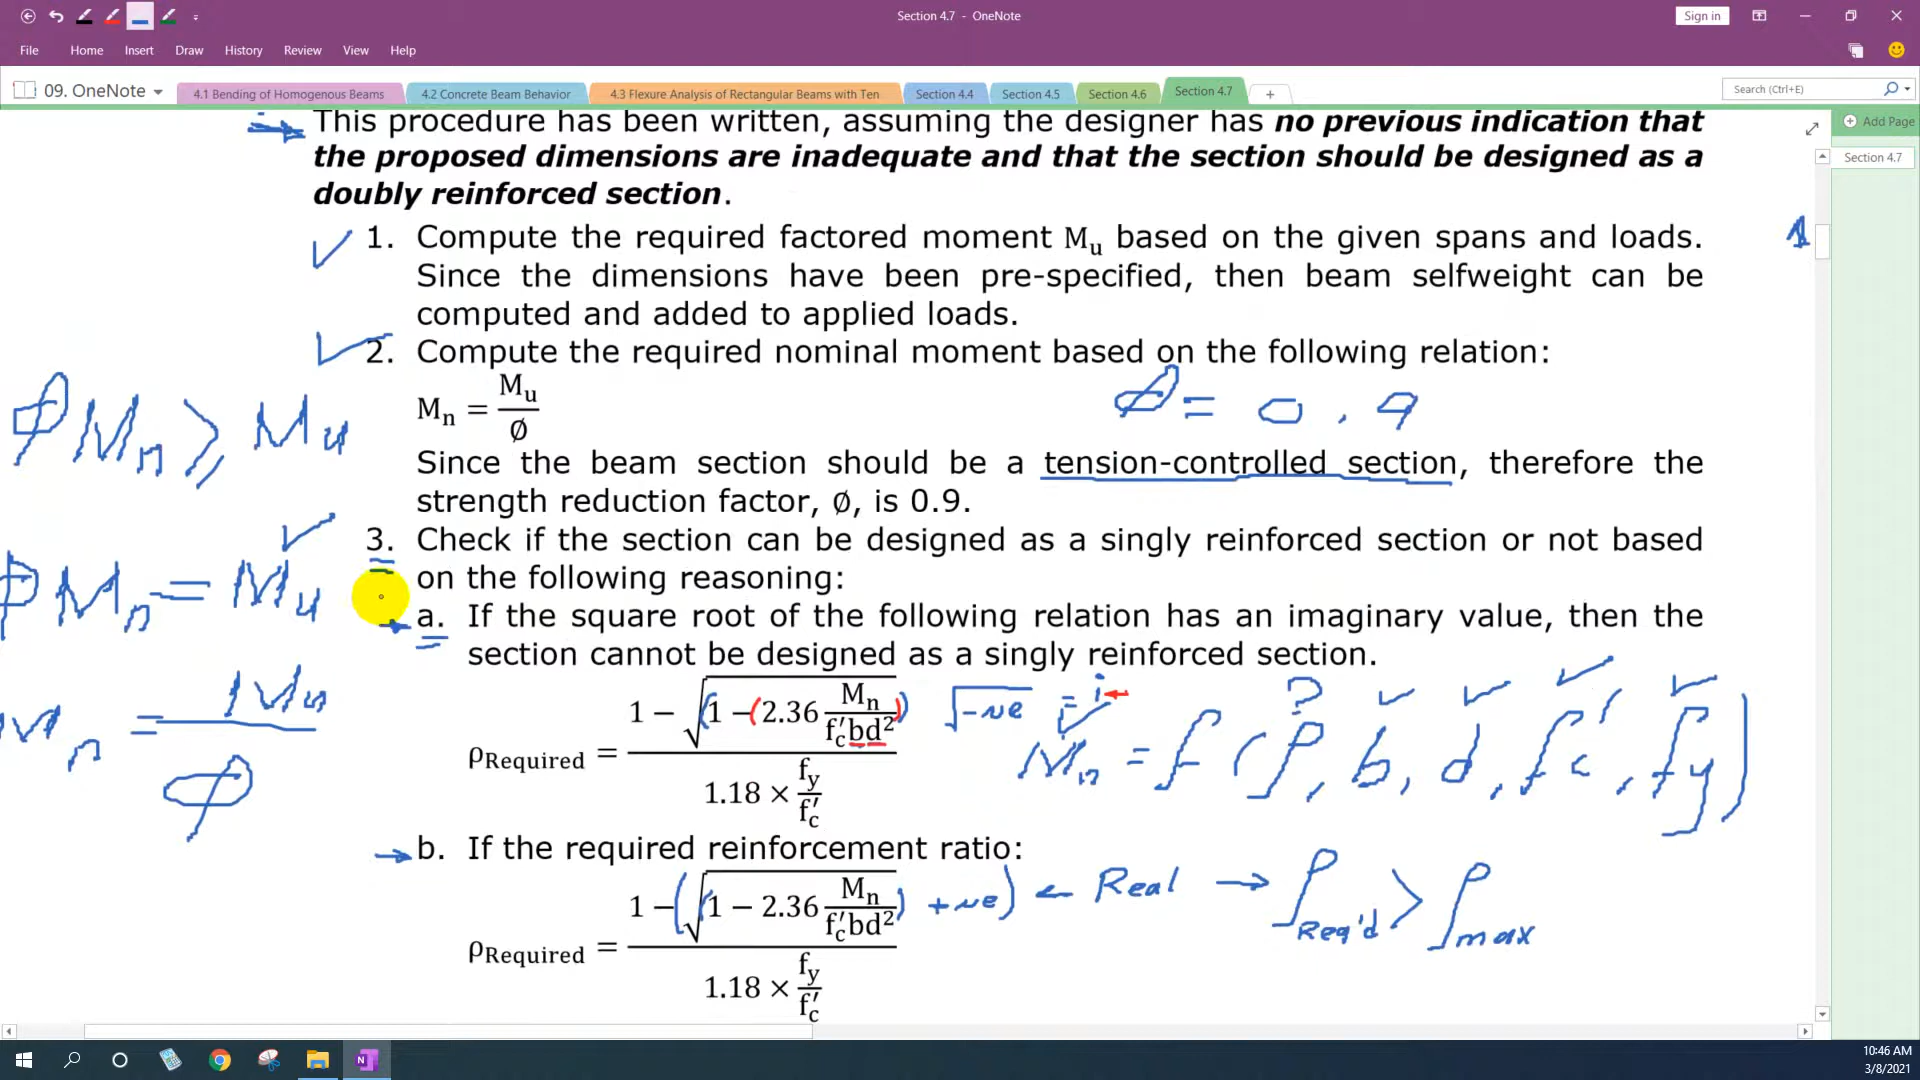 Section 4.7 - OneNote
Sign in
File Home Insert Draw History Review View Help
09. OneNote
4.1 Bending of Homogenous Beams
4.2 Concrete Beam Behavior
4.3 Flexure Analysis of Rectangular Beams with Ten
Section 4.4
Section 4.5
Section 4.6
Section 4.7
Search (Ctrl+E)
Add Page
Section 4.7
This procedure has been written, assuming the designer has no previous indication that
the proposed dimensions are inadequate and that the section should be designed as a
doubly reinforced section.
1. Compute the required factored moment Mu based on the given spans and loads.
Since the dimensions have been pre-specified, then beam selfweight can be
computed and added to applied loads.
2. Compute the required nominal moment based on the following relation:
Mn = Mu / ∅
Ø = 0.9
ØMn ≥ Mu
Since the beam section should be a tension-controlled section, therefore the
strength reduction factor, ∅, is 0.9.
3. Check if the section can be designed as a singly reinforced section or not based
on the following reasoning:
ØMn = Mu
a. If the square root of the following relation has an imaginary value, then the
section cannot be designed as a singly reinforced section.
Mn = Mu / Ø
ρRequired = (1 − √(1 − 2.36 Mn / f′c bd²)) / (1.18 × fy / f′c)
√-ve = i
Mn = f(ρ, b, d, fc′, fy)
?
b. If the required reinforcement ratio:
ρRequired = (1 − √(1 − 2.36 Mn / f′c bd²)) / (1.18 × fy / f′c)
+ve ← Real → ρReq'd > ρmax
10:46 AM
3/8/2021